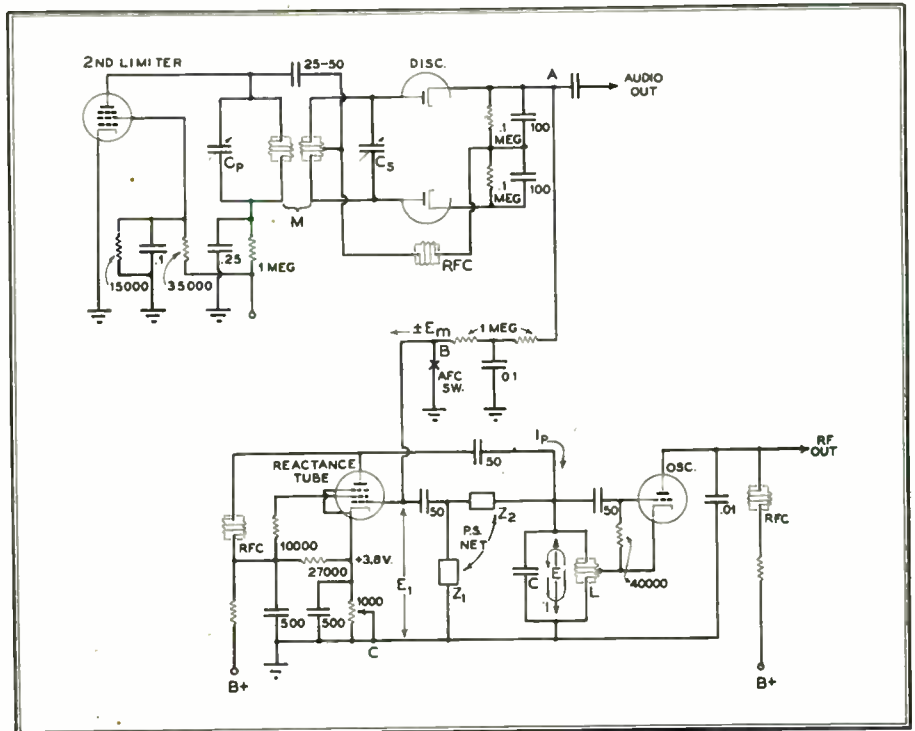 2ND LIMITER
25-50
DISC.
A
AUDIO
OUT
CP
CS
.1
MEG
100
.1
MEG
100
M
15000
.1
35000
.25
1 MEG
RFC
±Em
1 MEG
B
AFC
SW.
.01
IP
50
RF
OUT
REACTANCE
TUBE
OSC.
50
Z2
50
.01
RFC
RFC
10000
P.S.
NET
27000
+3.8V.
E1
Z1
C
E
I
L
40000
500
500
1000
C
B+
B+